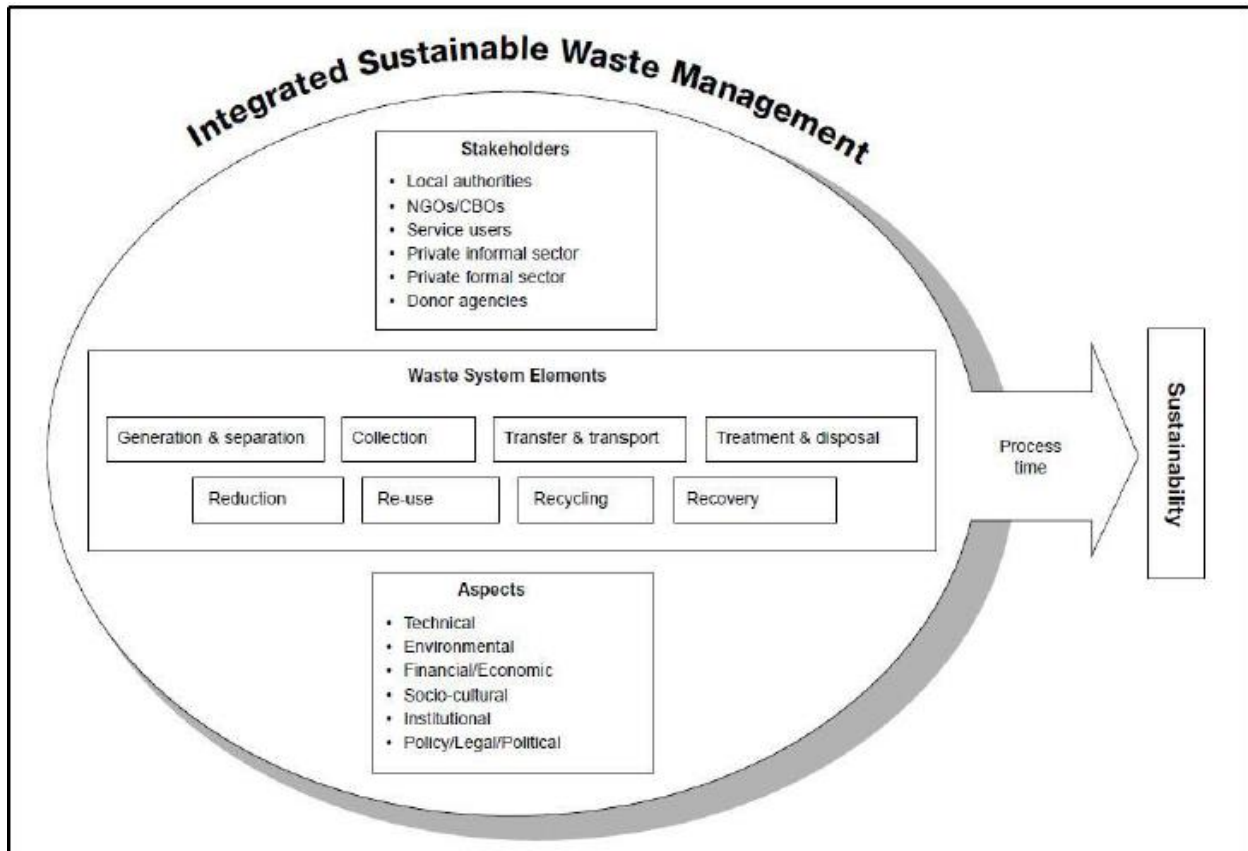 Integrated Sustainable Waste Management
Stakeholders
• Local authorities
• NGOs/CBOs
• Service users
• Private informal sector
• Private formal sector
• Donor agencies
Waste System Elements
Generation & separation
Collection
Transfer & transport
Treatment & disposal
Reduction
Re-use
Recycling
Recovery
Aspects
• Technical
• Environmental
• Financial/Economic
• Socio-cultural
• Institutional
• Policy/Legal/Political
Process
time
Sustainability